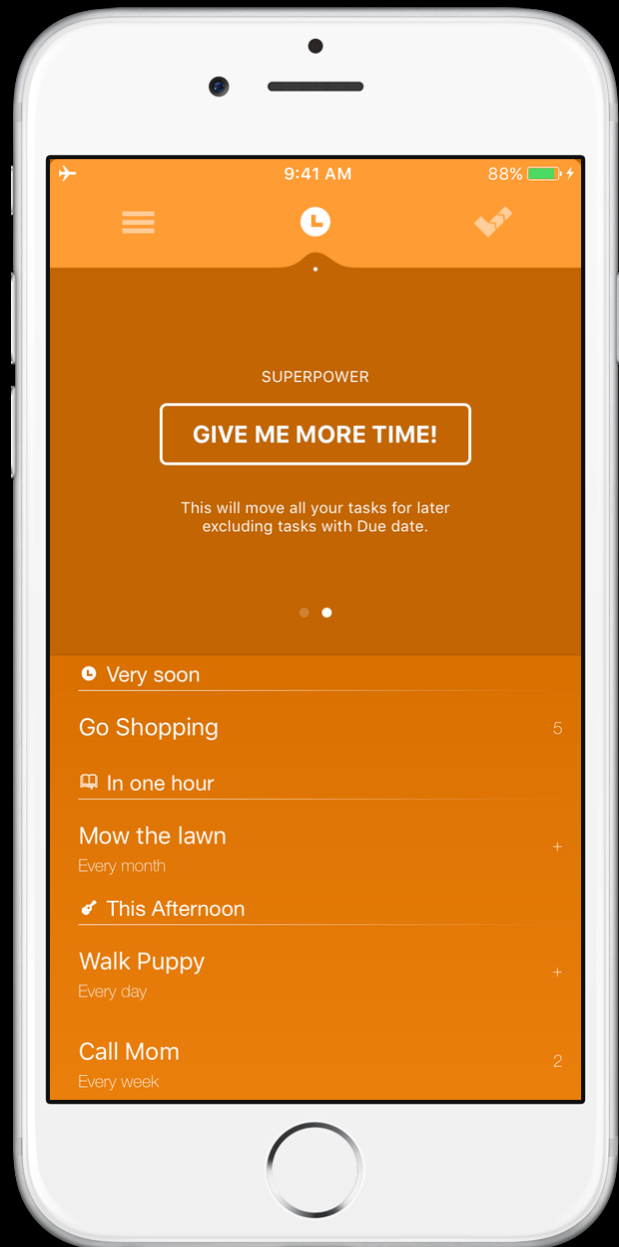 9:41 AM
88%
SUPERPOWER
GIVE ME MORE TIME!
This will move all your tasks for later
excluding tasks with Due date.
Very soon
Go Shopping
5
In one hour
Mow the lawn
+
Every month
This Afternoon
Walk Puppy
+
Every day
Call Mom
2
Every week